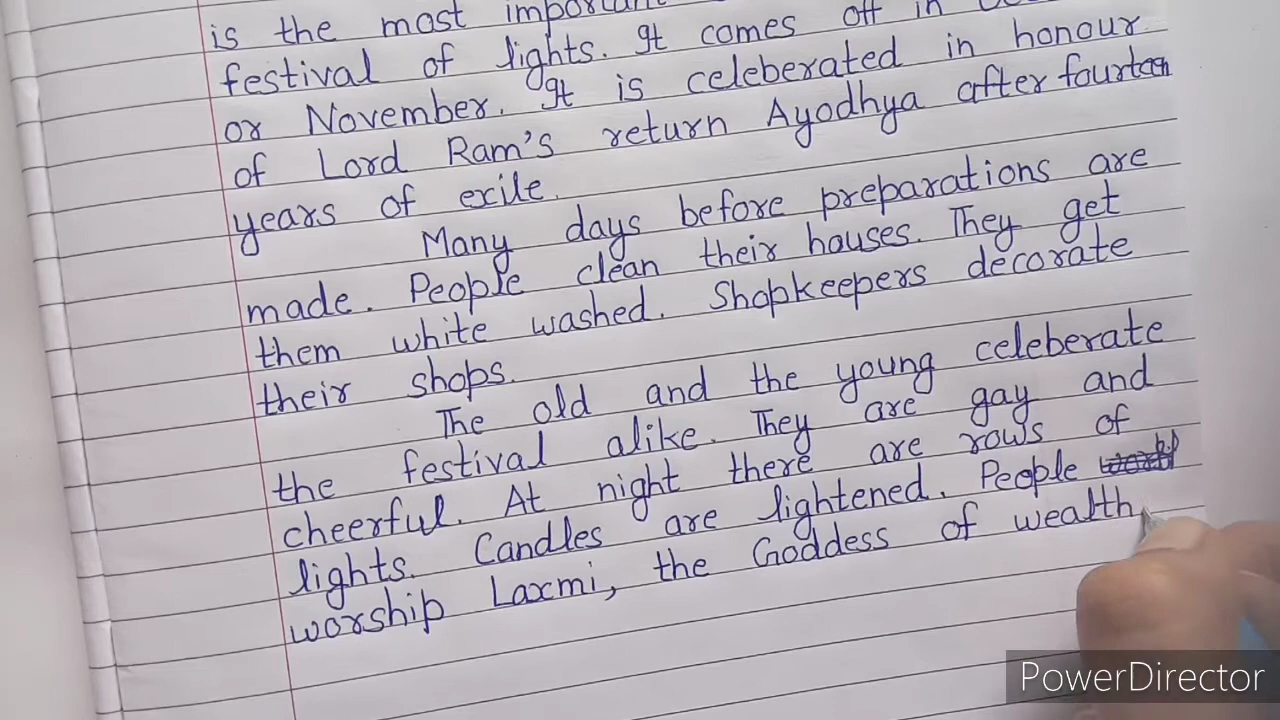 is the most important
festival of lights. It comes off in
or November. It is celeberated in honour
of Lord Ram's return Ayodhya after fourteen
years of exile.
Many days before preparations are
made. People clean their houses. They get
them white washed. Shopkeepers decorate
their shops.
The old and the young celeberate
the festival alike. They are gay and
cheerful. At night there are rows of
lights. Candles are lightened. People
worship Laxmi, the Goddess of wealth.
PowerDirector